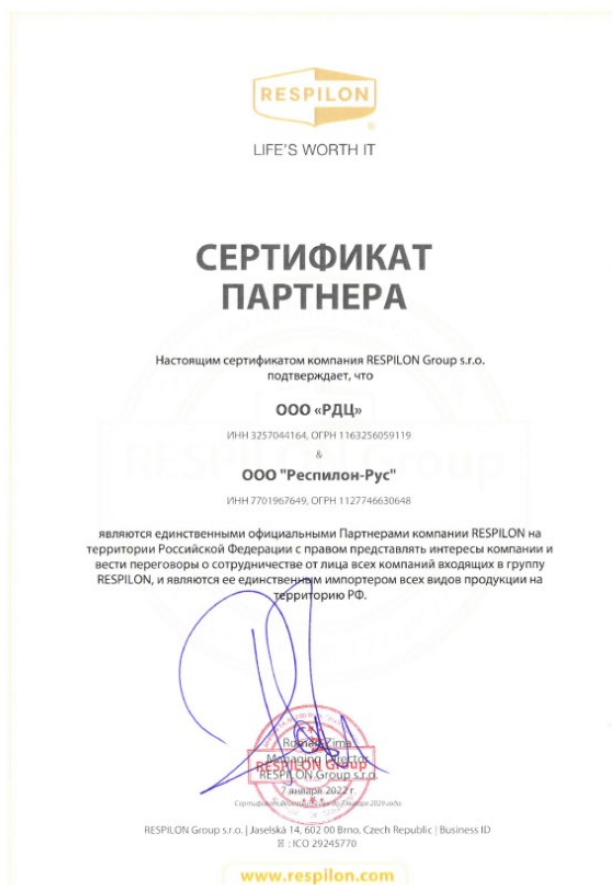 RESPILON
®
LIFE'S WORTH IT
СЕРТИФИКАТ
ПАРТНЕРА
Настоящим сертификатом компания RESPILON Group s.r.o.
подтверждает, что
ООО «РДЦ»
ИНН 3257044164, ОГРН 1163256059119
&
ООО "Респилон-Рус"
ИНН 7701967649, ОГРН 1127746630648
являются единственными официальными Партнерами компании RESPILON на
территории Российской Федерации с правом представлять интересы компании и
вести переговоры о сотрудничестве от лица всех компаний входящих в группу
RESPILON, и являются ее единственным импортером всех видов продукции на
территорию РФ.
Roman Zima
Managing Director
RESPILON Group
RESPILON Group s.r.o.
7 января 2022 г.
RESPILON Group s.r.o. | Jaselská 14, 602 00 Brno, Czech Republic | Business ID
: ICO 29245770
www.respilon.com